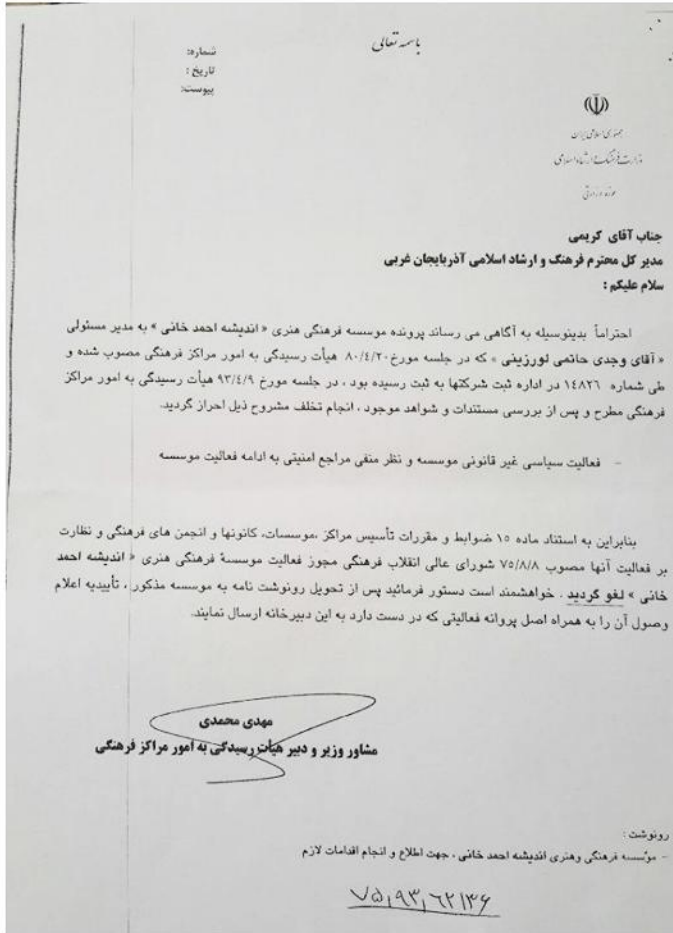 باسمه تعالی
شماره:
تاریخ :
پیوست:
جمهوری اسلامی ایران
وزارت فرهنگ و ارشاد اسلامی
حوزه وزارتی
جناب آقای کریمی
مدیر کل محترم فرهنگ و ارشاد اسلامی آذربایجان غربی
سلام علیکم :
احتراماً بدینوسیله به آگاهی می رساند پرونده موسسه فرهنگی هنری « اندیشه احمد خانی » به مدیر مسئولی
« آقای وجدی حاتمی لورزینی » که در جلسه مورخ ۸۰/٤/۲۰ هیأت رسیدگی به امور مراکز فرهنگی مصوب شده و
طی شماره ۱٤۸۲٦ در اداره ثبت شرکتها به ثبت رسیده بود ، در جلسه مورخ ۹۳/٤/۹ هیأت رسیدگی به امور مراکز
فرهنگی مطرح و پس از بررسی مستندات و شواهد موجود ، انجام تخلف مشروح ذیل احراز گردید.
- فعالیت سیاسی غیر قانونی موسسه و نظر منفی مراجع امنیتی به ادامه فعالیت موسسه
بنابراین به استناد ماده ۱۵ ضوابط و مقررات تأسیس مراکز ،موسسات، کانونها و انجمن های فرهنگی و نظارت
بر فعالیت آنها مصوب ۷۵/۸/۸ شورای عالی انقلاب فرهنگی مجوز فعالیت موسسهٔ فرهنگی هنری « اندیشه احمد
خانی » لغو گردید . خواهشمند است دستور فرمائید پس از تحویل رونوشت نامه به موسسه مذکور ، تأییدیه اعلام
وصول آن را به همراه اصل پروانه فعالیتی که در دست دارد به این دبیرخانه ارسال نمایند.
مهدی محمدی
مشاور وزیر و دبیر هیأت رسیدگی به امور مراکز فرهنگی
رونوشت :
- مؤسسه فرهنگی وهنری اندیشه احمد خانی ، جهت اطلاع و انجام اقدامات لازم
۷۵,۹۳,۶۲۱۳۶